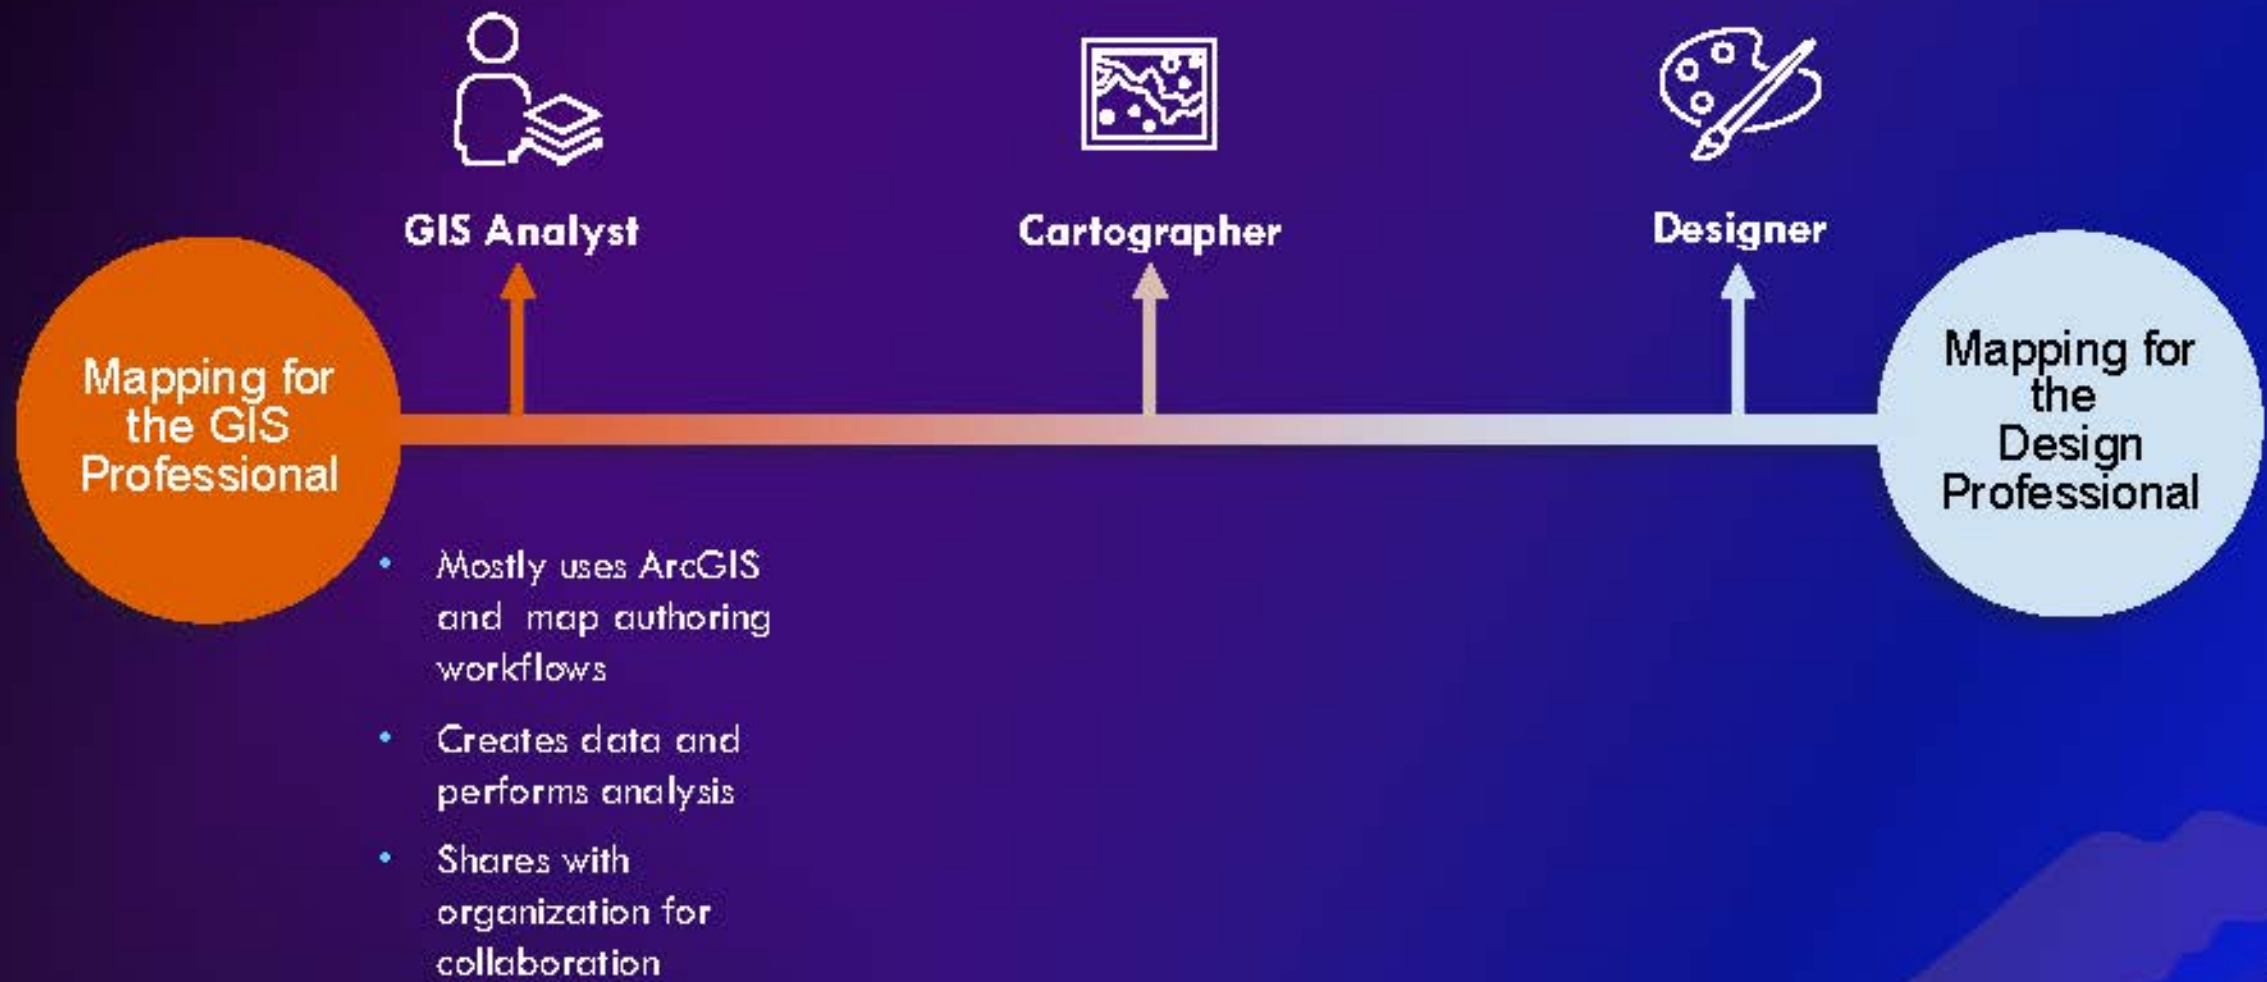 GIS Analyst
Cartographer
Designer
Mapping for
the GIS
Professional
Mapping for
the
Design
Professional
• Mostly uses ArcGIS
and map authoring
workflows
• Creates data and
performs analysis
• Shares with
organization for
collaboration